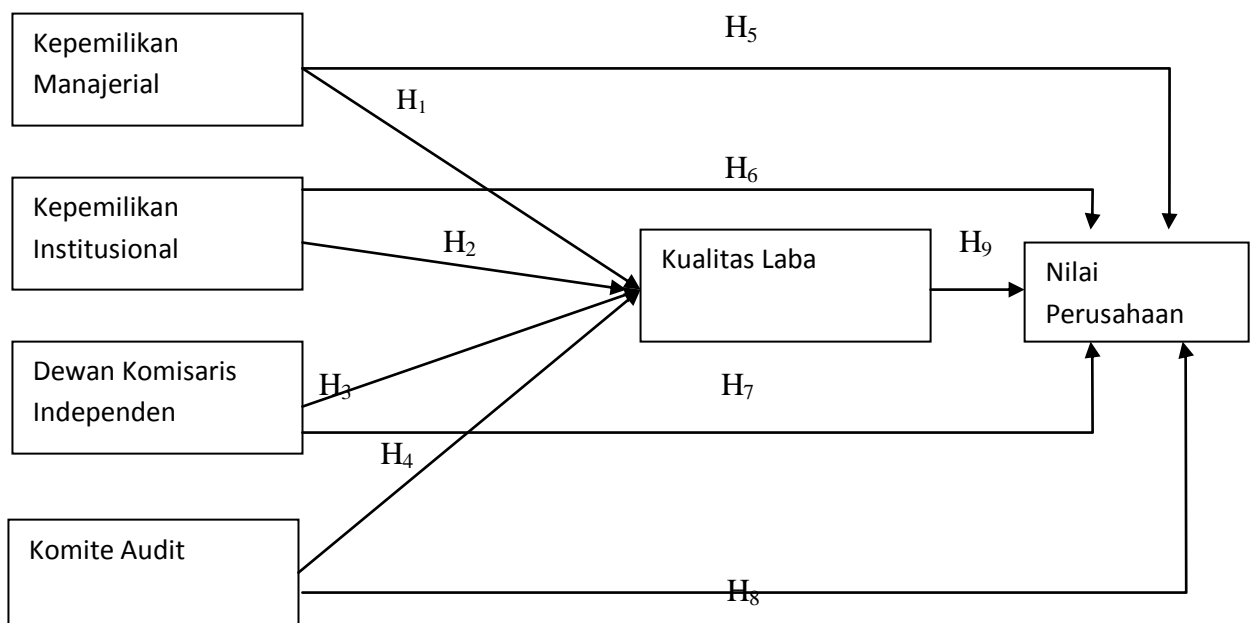 Kepemilikan
Manajerial
H₅
H₁
Kepemilikan
Institusional
H₆
H₂
Kualitas Laba
H₉
Nilai
Perusahaan
Dewan Komisaris
Independen
H₃
H₇
H₄
Komite Audit
H₈